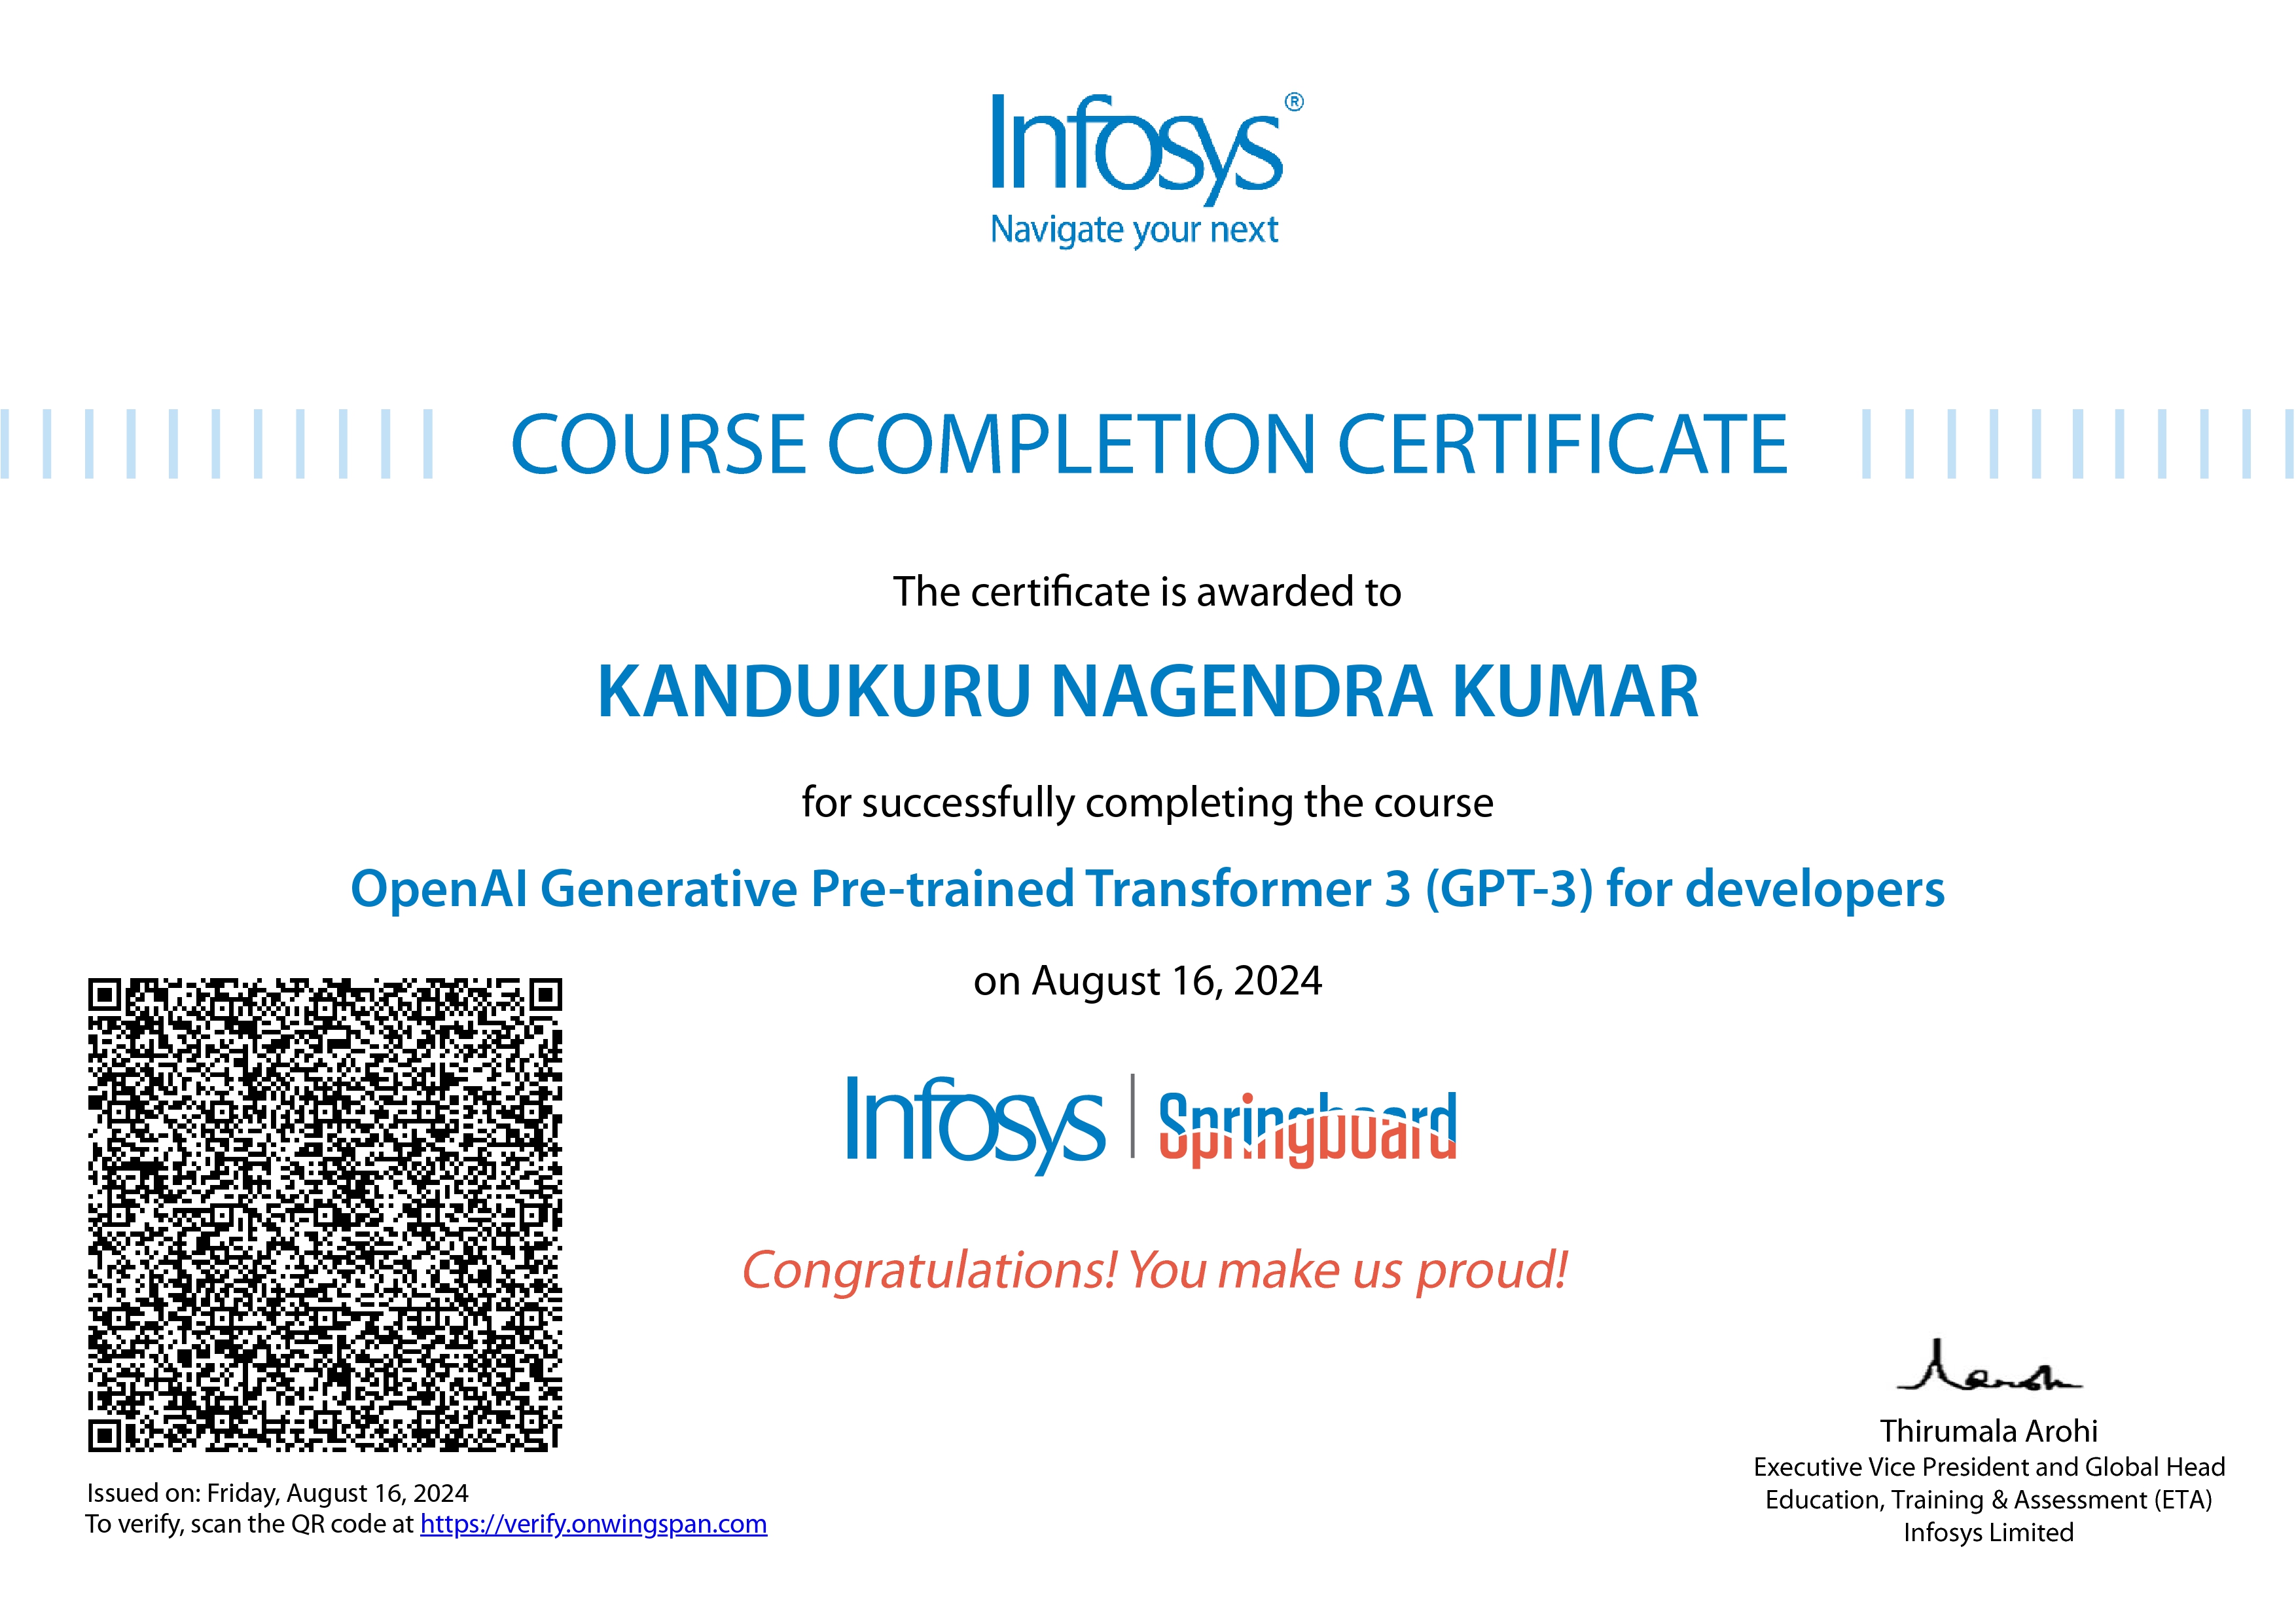 Infosys®
Navigate your next
COURSE COMPLETION CERTIFICATE
The certificate is awarded to
KANDUKURU NAGENDRA KUMAR
for successfully completing the course
OpenAI Generative Pre-trained Transformer 3 (GPT-3) for developers
on August 16, 2024
Infosys | Springboard
Congratulations! You make us proud!
Thirumala Arohi
Executive Vice President and Global Head
Education, Training & Assessment (ETA)
Infosys Limited
Issued on: Friday, August 16, 2024
To verify, scan the QR code at https://verify.onwingspan.com